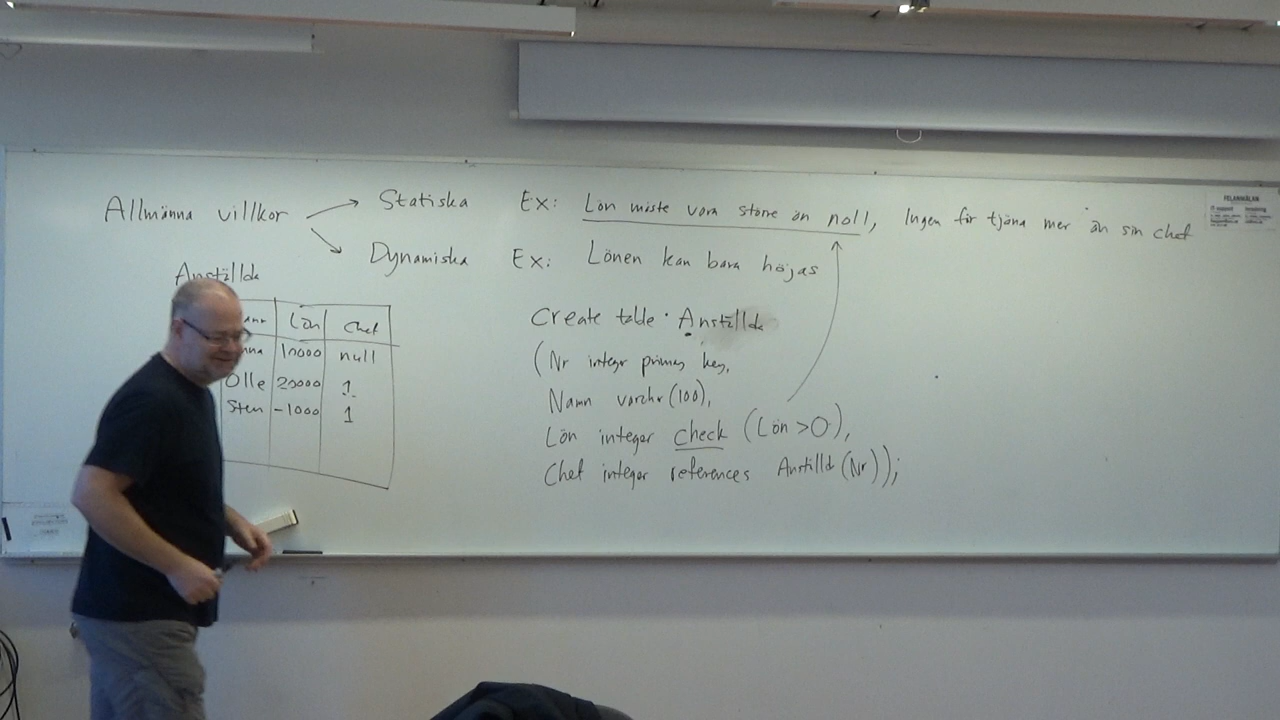 Allmänna villkor → Statiska Ex: Lön måste vara större än noll, Ingen får tjäna mer än sin chef
→ Dynamiska Ex: Lönen kan bara höjas
Anställda
Lön Chef
10000 null
Olle 20000 1
Sten -1000 1
Create table Anställda
(Nr integer primary key,
Namn varchar(100),
Lön integer check (Lön >0),
Chef integer references Anställd(Nr));
FELANMÄLAN